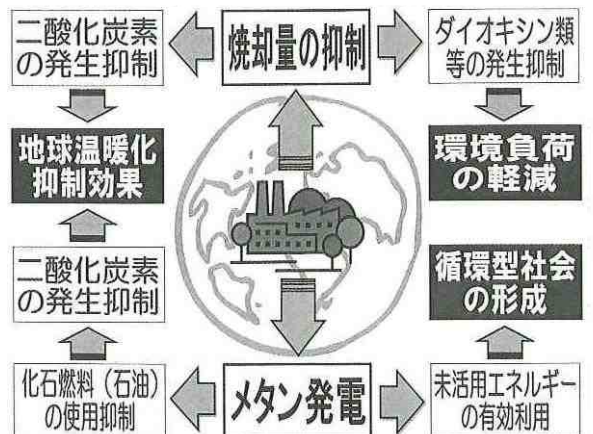 二酸化炭素
の発生抑制
焼却量の抑制
ダイオキシン類
等の発生抑制
地球温暖化
抑制効果
環境負荷
の軽減
二酸化炭素
の発生抑制
循環型社会
の形成
化石燃料（石油）
の使用抑制
メタン発電
未活用エネルギー
の有効利用